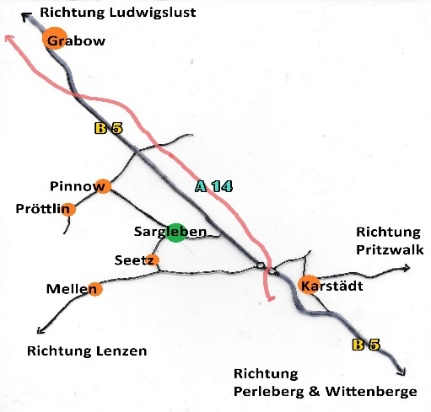 Richtung Ludwigslust
Grabow
B 5
Pinnow
A 14
Pröttlin
Sargleben
Richtung
Pritzwalk
Seetz
Mellen
Karstädt
B 5
Richtung Lenzen
Richtung
Perleberg & Wittenberge